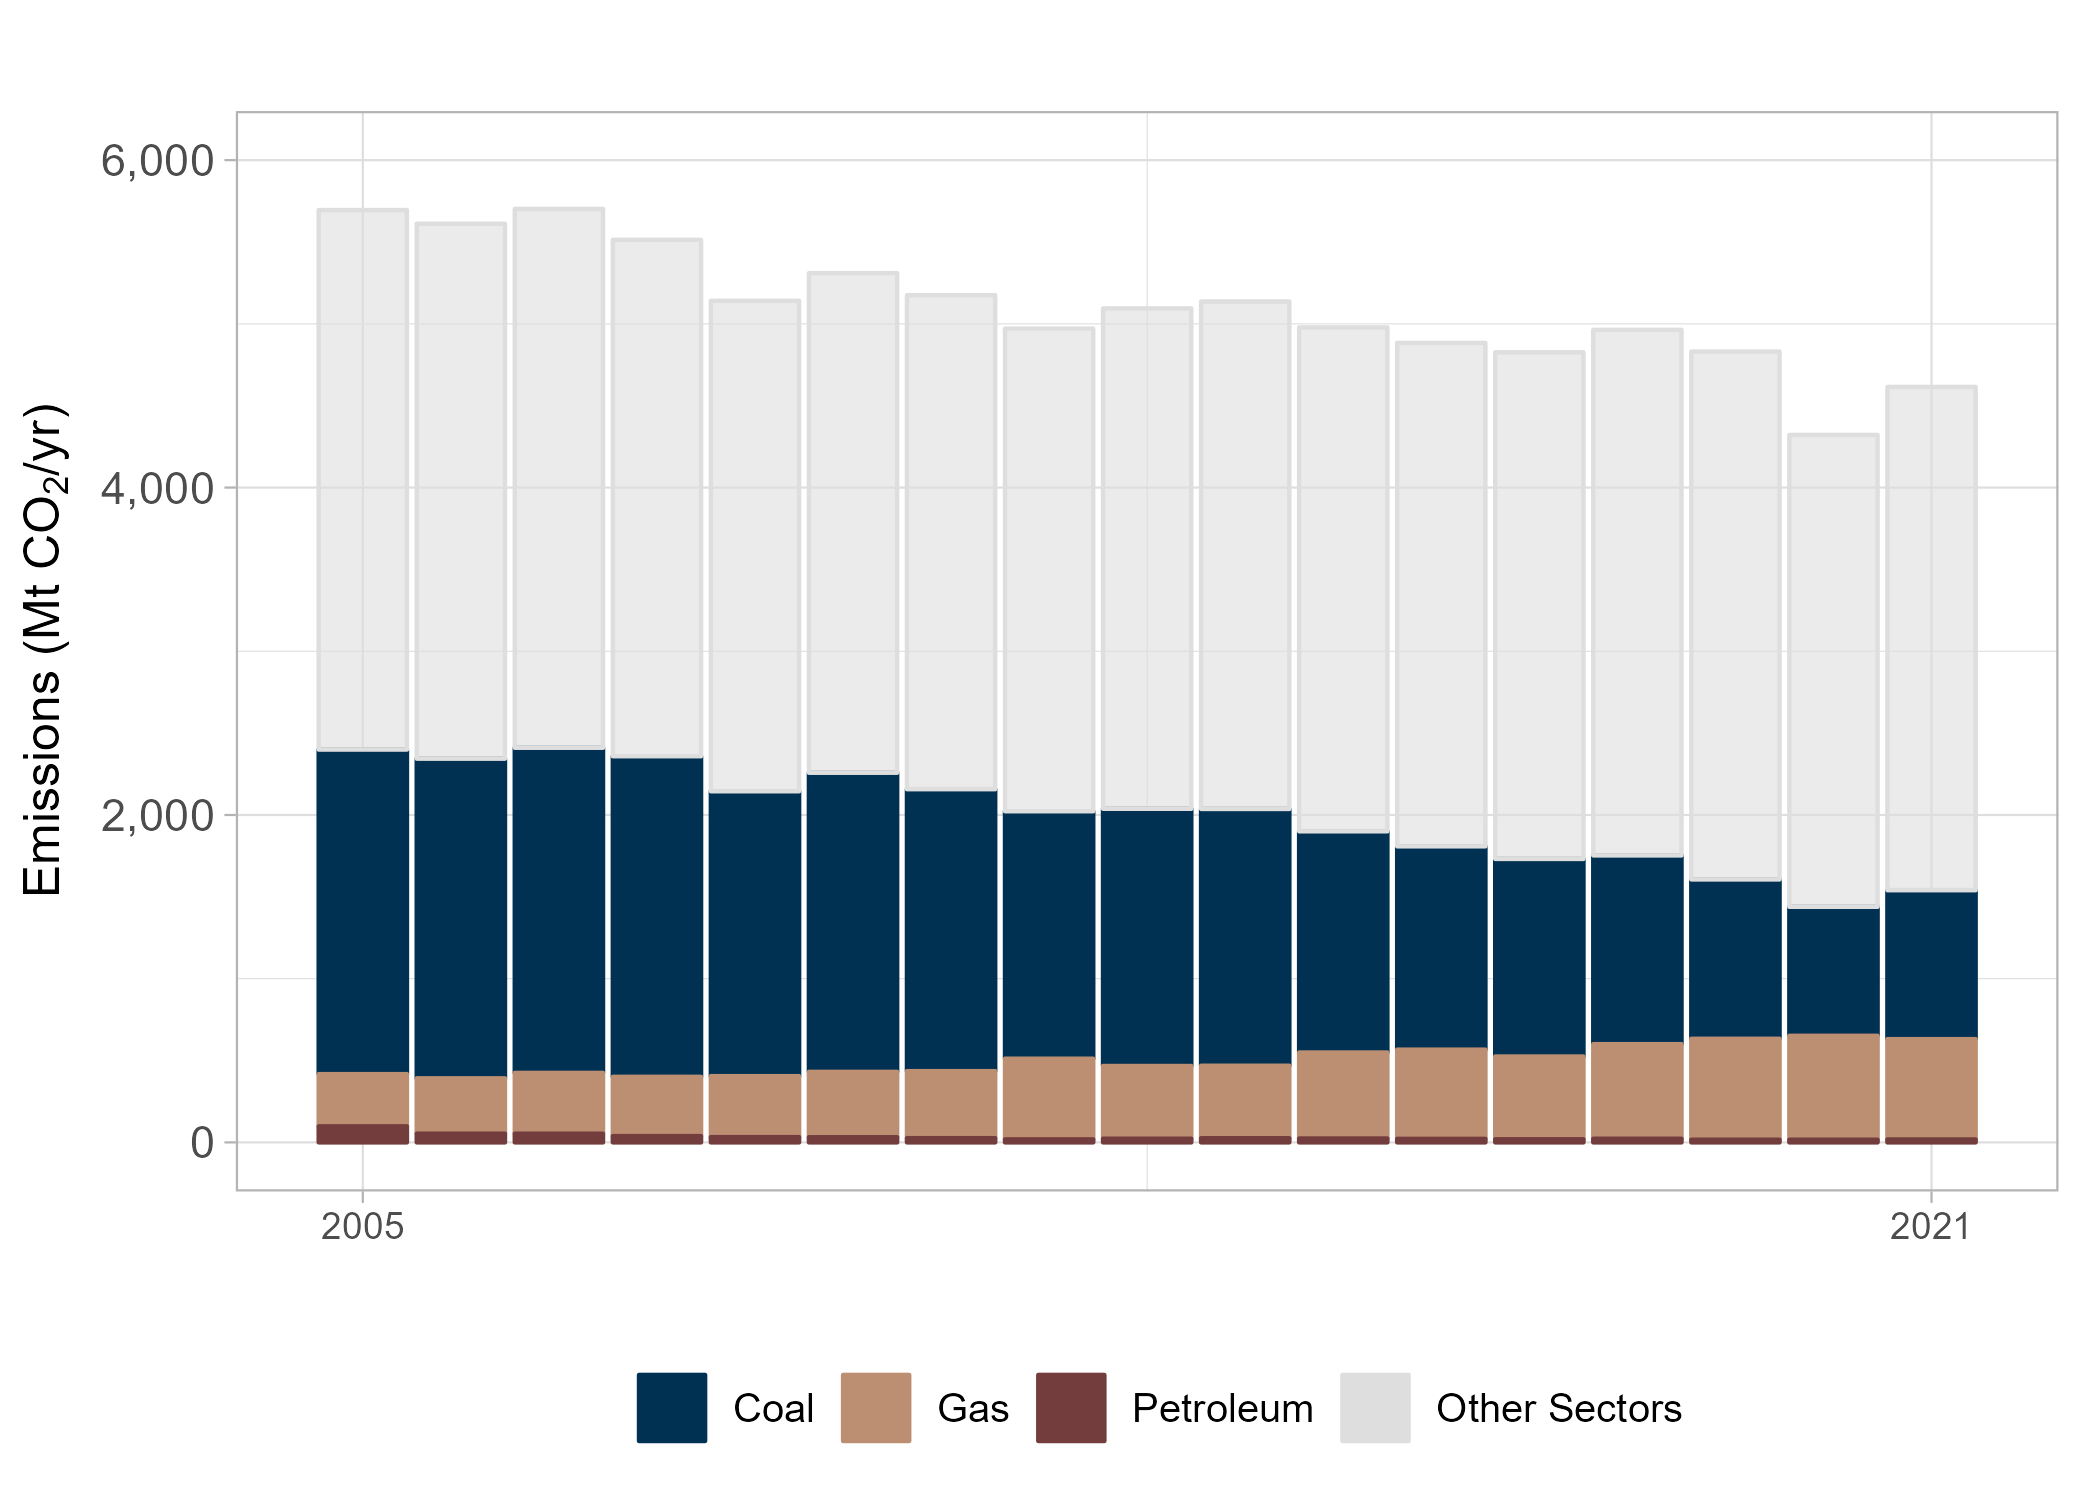 Emissions (Mt CO₂/yr)
6,000
4,000
2,000
0
2005 2021
Coal Gas Petroleum Other Sectors